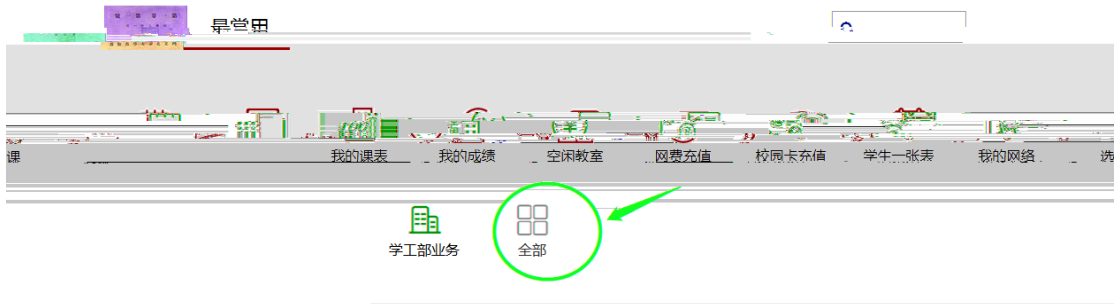 最常用
课 我的课表 我的成绩 空闲教室 网费充值 校园卡充值 学生一张表 我的网络 选
学工部业务 全部